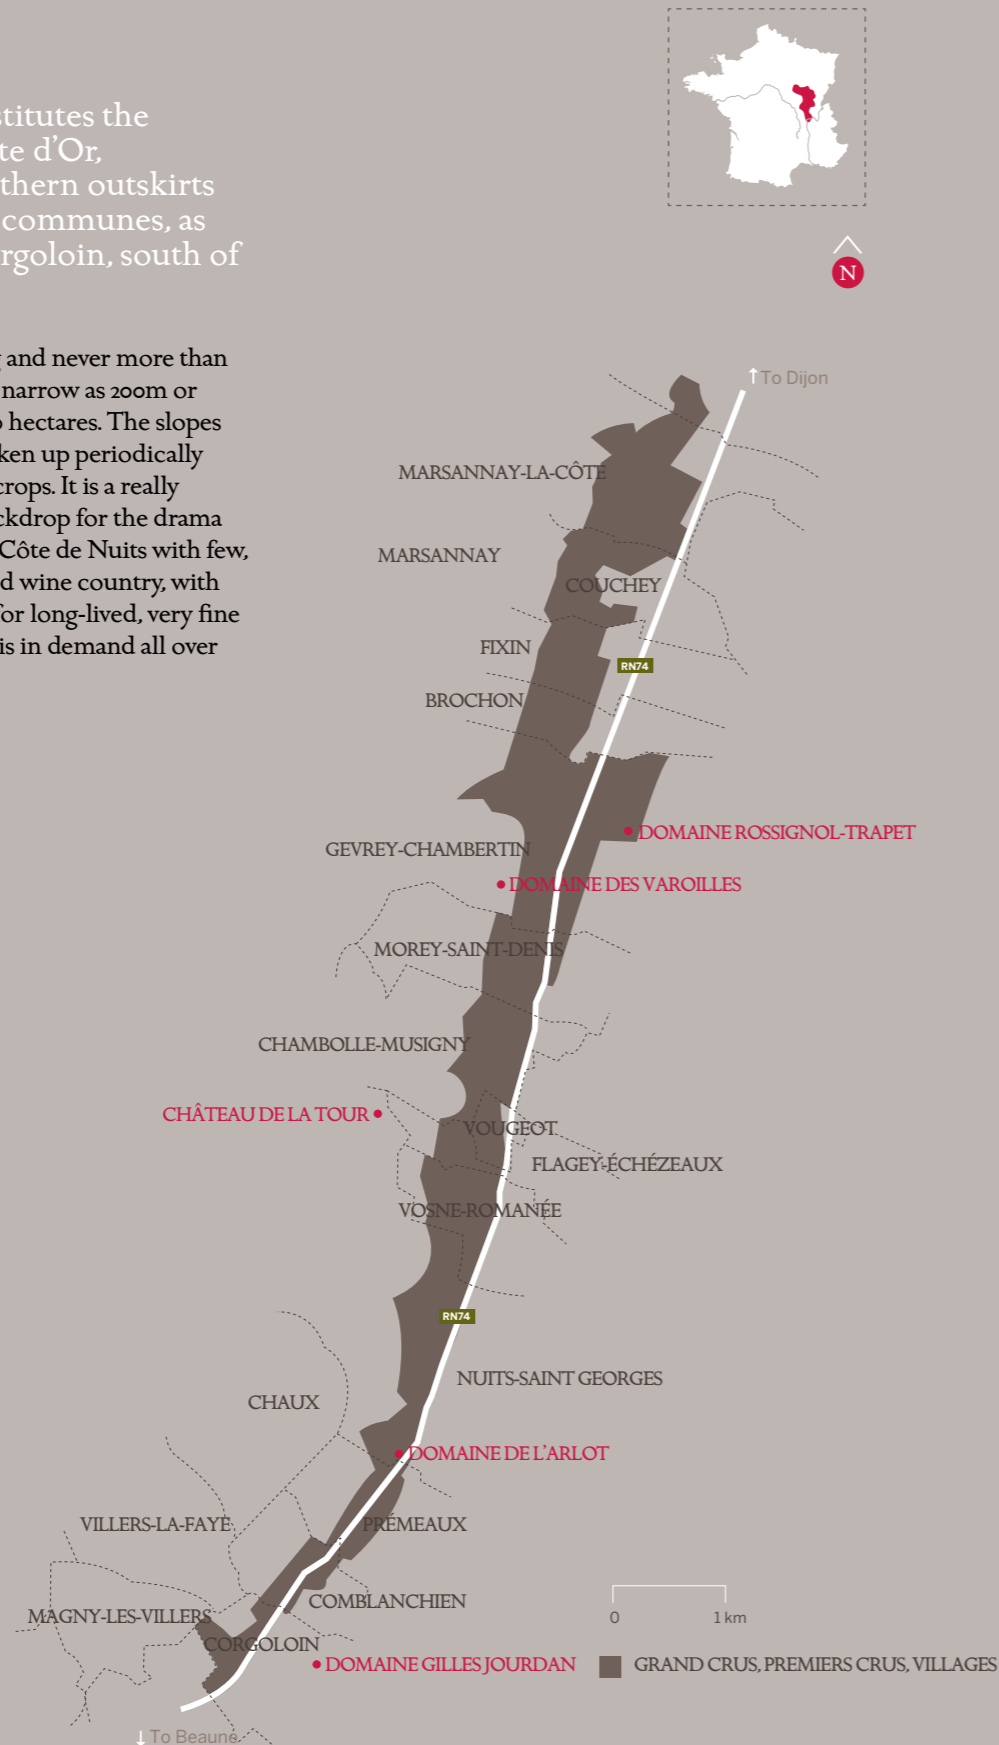 stitutes the
te d’Or,
thern outskirts
communes, as
rgoloin, south of
and never more than
narrow as 200m or
hectares. The slopes
ken up periodically
crops. It is a really
ckdrop for the drama
Côte de Nuits with few,
d wine country, with
for long-lived, very fine
is in demand all over
N
↑ To Dijon
MARSANNAY-LA-CÔTE
MARSANNAY
COUCHEY
FIXIN
RN74
BROCHON
DOMAINE ROSSIGNOL-TRAPET
GEVREY-CHAMBERTIN
DOMAINE DES VAROILLES
MOREY-SAINT-DENIS
CHAMBOLLE-MUSIGNY
CHÂTEAU DE LA TOUR
VOUGEOT
FLAGEY-ÉCHÉZEAUX
VOSNE-ROMANÉE
RN74
NUITS-SAINT GEORGES
CHAUX
DOMAINE DE L’ARLOT
VILLERS-LA-FAYE
PRÉMEAUX
COMBLANCHIEN
MAGNY-LES-VILLERS
0 1 km
CORGOLOIN
DOMAINE GILLES JOURDAN
GRAND CRUS, PREMIERS CRUS, VILLAGES
↓ To Beaune